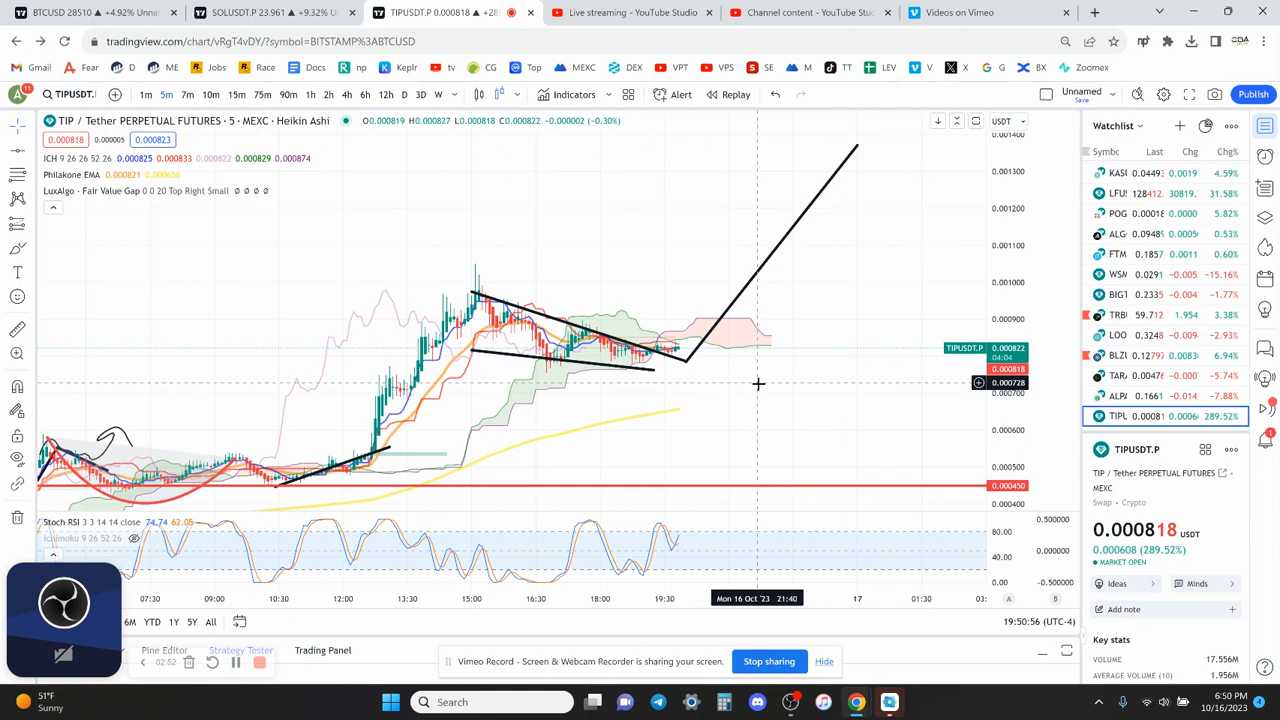 BTCUSD 28510 ▲ +4.92% Unnar
SOLUSDT.P 23.961 ▲ +9.32% U
TIPUSDT.P 0.000818 ▲ +28
Live streaming - YouTube Studio
Channel content - YouTube Studi
Videos on Vimeo
tradingview.com/chart/vRgT4vDY/?symbol=BITSTAMP%3ABTCUSD
Gmail Fear D ME Jobs Race Docs np Keplr tv CG Top MEXC DEX VPT VPS SE M TT LEV V X G BX Zoomex
11 TIPUSDT. 1m 5m 7m 10m 15m 75m 90m 1h 2h 4h 6h 12h D 3D W Indicators Alert Replay Unnamed Save Publish
TIP / Tether PERPETUAL FUTURES · 5 · MEXC · Heikin Ashi O0.000819 H0.000827 L0.000818 C0.000822 −0.000002 (−0.30%) USDT
0.000818 0.000005 0.000823
ICH 9 26 26 52 26 0.000825 0.000833 0.000822 0.000829 0.000874
Philakone EMA 0.000821 0.000656
LuxAlgo - Fair Value Gap 0 0 20 Top Right Small ∅ ∅ ∅ ∅
0.001400
0.001300
0.001200
0.001100
0.001000
0.000900
TIPUSDT.P 0.000822
04:04
0.000818
0.000728
0.000700
0.000600
0.000500
0.000450
0.000400
Stoch RSI 3 3 14 14 close 74.74 62.05
Ichimoku 9 26 52 26
80.00
40.00
0.00
0.500000
0.000000
-0.500000
07:30 09:00 10:30 12:00 13:30 15:00 16:30 18:00 19:30 Mon 16 Oct '23 21:40 17 01:30 03: A B
6M YTD 1Y 5Y All 19:50:56 (UTC-4)
Pine Editor Strategy Tester Trading Panel
02:52
Vimeo Record - Screen & Webcam Recorder is sharing your screen. Stop sharing Hide
Watchlist
Symbc Last Chg Chg%
KASI 0.0449 0.0019 4.59%
LFUS 128412. 30819. 31.58%
POG 0.00018 0.0000 5.82%
ALG 0.0948 0.0005 0.53%
FTM 0.1857 0.0011 0.60%
WSM 0.0291 -0.005 -15.16%
BIGT 0.2335 -0.004 -1.77%
TRBI 59.712 1.954 3.38%
LOO 0.3248 -0.009 -2.93%
BLZI 0.12797 0.0083 6.94%
TAR 0.0047 -0.000 -5.74%
ALPA 0.1661 -0.014 -7.88%
TIPL 0.00081 0.0006 289.52%
TIPUSDT.P
TIP / Tether PERPETUAL FUTURES
MEXC
Swap • Crypto
0.000818 USDT
0.000608 (289.52%)
MARKET OPEN
Ideas Minds
Add note
Key stats
VOLUME 17.556M
AVERAGE VOLUME (10) 1.956M
1
51°F
Sunny
Search
6:50 PM
10/16/2023
4